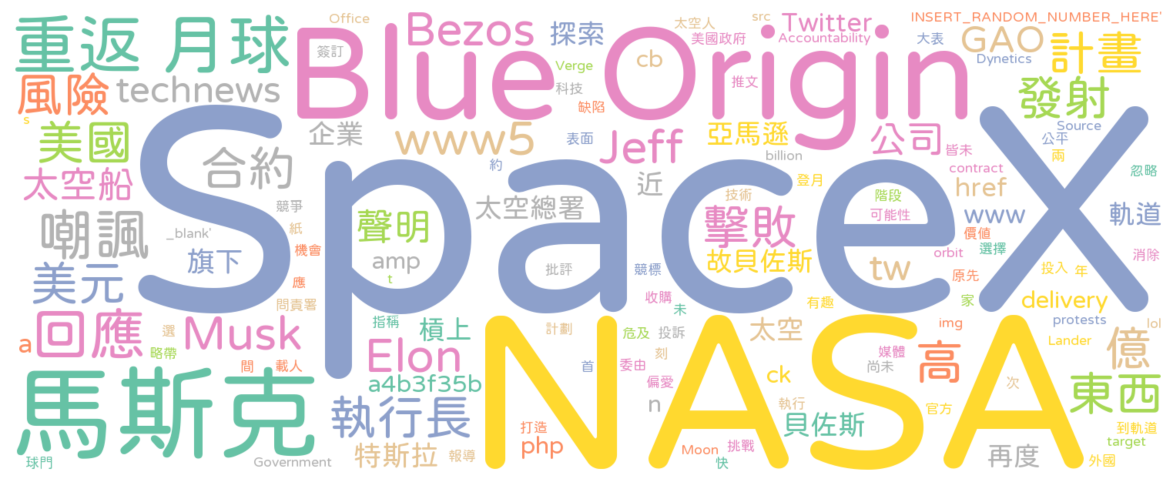 重返 月球
Office
Bezos
探索
太空人
src
Twitter
INSERT_RANDOM_NUMBER_HERE'
美國政府
Accountability
大表
GAO
計畫
簽訂
Blue Origin
Verge
cb
Dynetics
風險
technews
科技
推文
缺陷
發射
s
美國
企業
www5
表面
Jeff
亞馬遜
公司
Source
公平
皆未
兩
太空船
合約
約
billion
SpaceX
近
登月
contract
忽略
技術
階段
href
嘲諷
_blank'
競爭
紙
聲明
太空總署
擊敗
可能性
www
軌道
價值
機會
旗下
amp
批評
競標
故貝佐斯
orbit
選擇
消除
美元
應
t
tw
原先
投入
年
問責署
收購
未
有趣
家
delivery
回應
選
Musk
指稱
槓上
計劃
危及
投訴
太空
img
protests
lol
a
略帶
閒
載人
Elon
刻
媒體
尚未
Lander
億
馬斯克
a4b3f35b
首
委由
偏愛
NASA
ck
高
次
東西
執行長
n
執行
貝佐斯
官方
打造
php
到軌道
球門
Government
特斯拉
報導
Moon
挑戰
快
再度
target
外國